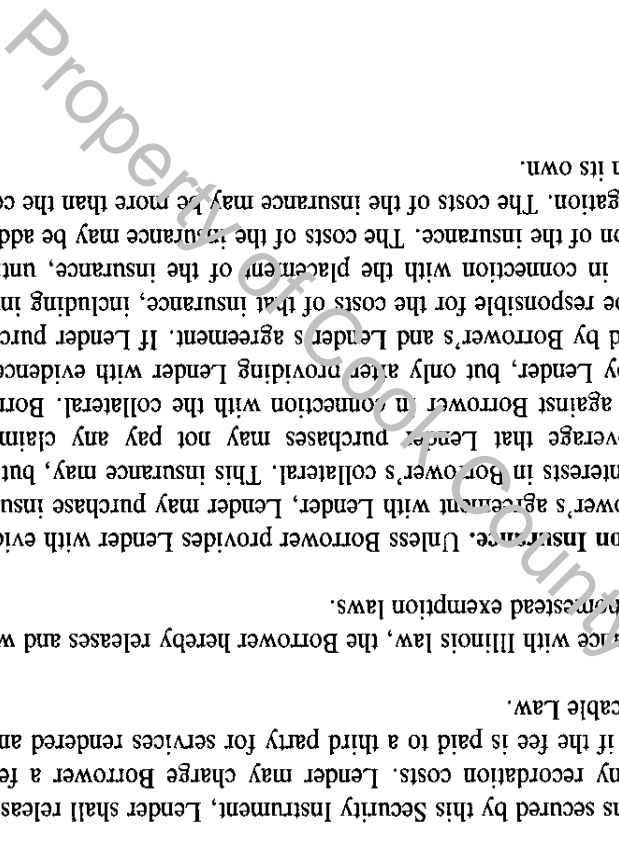 ns secured by this Security Instrument, Lender shall releas
ny recordation costs. Lender may charge Borrower a fe
if the fee is paid to a third party for services rendered an
cable Law.
nce with Illinois law, the Borrower hereby releases and w
homestead exemption laws.
on Insurance. Unless Borrower provides Lender with evi
ower's agreement with Lender, Lender may purchase insu
nterests in Borrower's collateral. This insurance may, but
verage that Lender purchases may not pay any claim
against Borrower in connection with the collateral. Bor
y Lender, but only after providing Lender with evidence
d by Borrower's and Lender's agreement. If Lender purc
be responsible for the costs of that insurance, including in
in connection with the placement of the insurance, unti
on of the insurance. The costs of the insurance may be add
gation. The costs of the insurance may be more than the co
n its own.
Property of Cook County